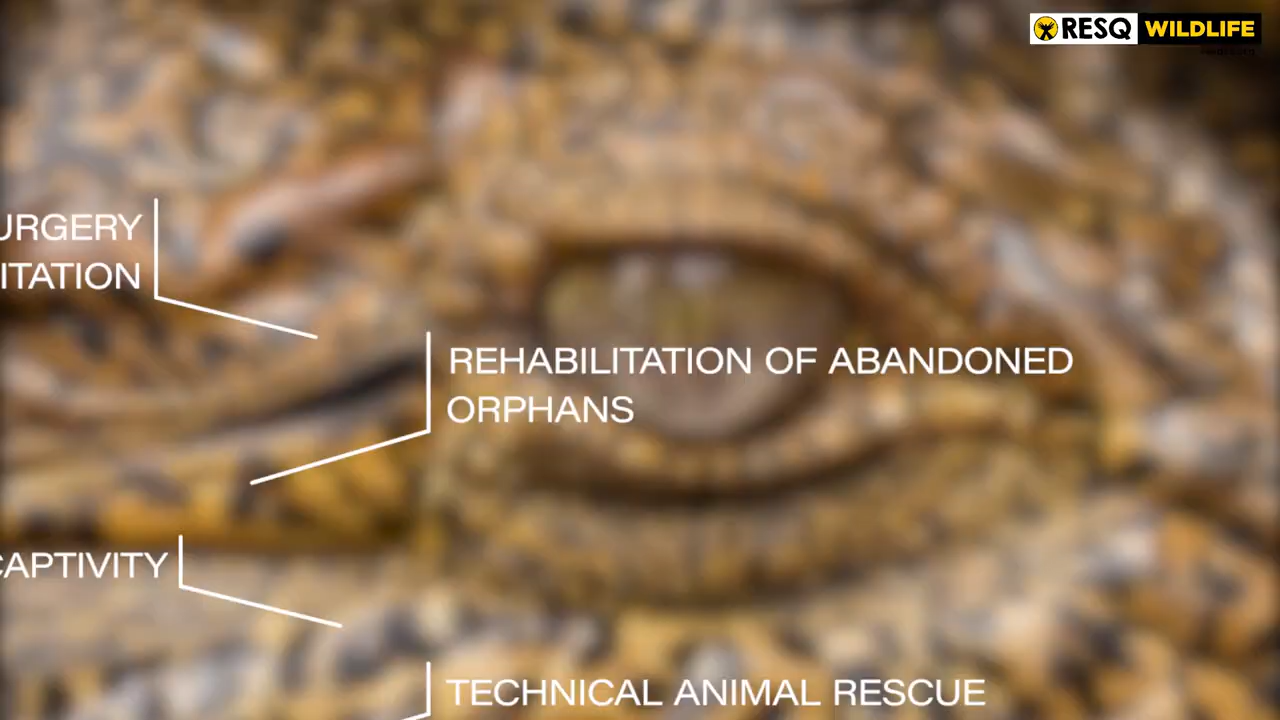 RESQ WILDLIFE
URGERY
ITATION
REHABILITATION OF ABANDONED
ORPHANS
CAPTIVITY
TECHNICAL ANIMAL RESCUE